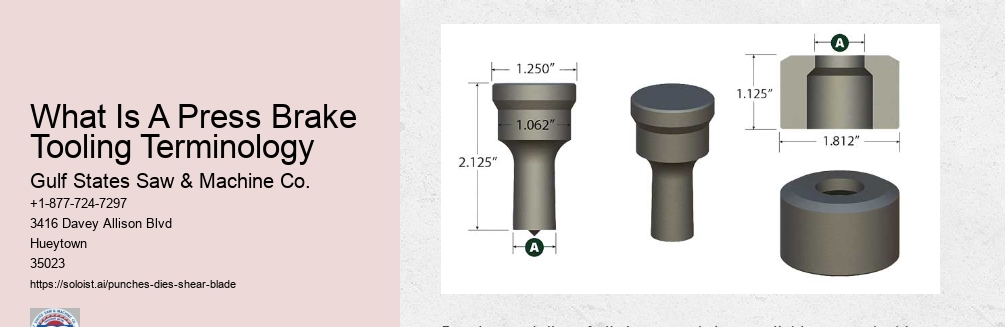 What Is A Press Brake
Tooling Terminology
Gulf States Saw & Machine Co.
+1-877-724-7297
3416 Davey Allison Blvd
Hueytown
35023
https://soloist.ai/punches-dies-shear-blade
1.250"
1.062"
2.125"
A
A
1.125"
1.812"